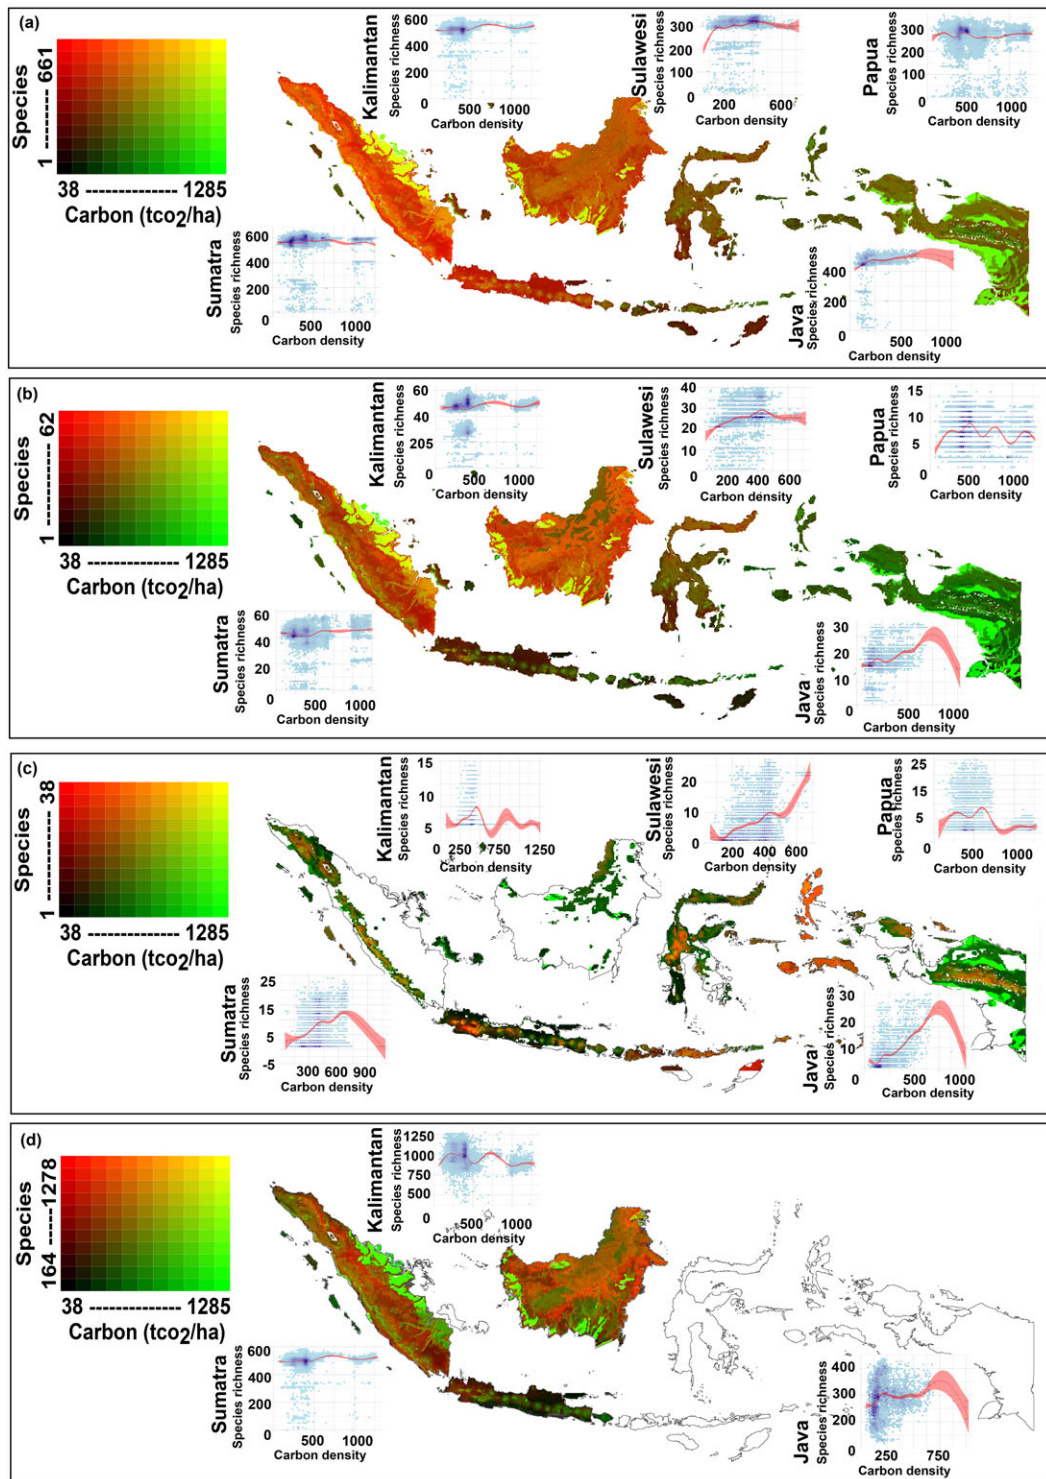 (a)
Species
1 -------- 661
38 ---------------- 1285
Carbon (tco2/ha)
Kalimantan
Species richness
600
400
300
200
100
0
500 1000
Carbon density
Sulawesi
Species richness
300
200
100
0
200 400 600
Carbon density
Papua
Species richness
300
200
100
0
500 1000
Carbon density
Sumatra
Species richness
600
400
200
0
500 1000
Carbon density
Java
Species richness
400
200
0
500 1000
Carbon density
(b)
Species
1 -------- 62
38 ---------------- 1285
Carbon (tco2/ha)
Kalimantan
Species richness
60
40
205
0
500 1000
Carbon density
Sulawesi
Species richness
40
30
20
10
0
200 400 600
Carbon density
Papua
Species richness
15
10
5
0
500 1000
Carbon density
Sumatra
Species richness
60
40
20
0
500 1000
Carbon density
Java
Species richness
30
20
10
0
500 1000
Carbon density
(c)
Species
1 -------- 38
38 ---------------- 1285
Carbon (tco2/ha)
Kalimantan
Species richness
15
10
5
0 250 500 750 1250
Carbon density
Sulawesi
Species richness
20
10
0
200 400 600
Carbon density
Papua
Species richness
25
20
15
10
5
0
500 1000
Carbon density
Sumatra
Species richness
25
15
5
-5
300 600 900
Carbon density
Java
Species richness
30
20
10
0
500 1000
Carbon density
(d)
Species
164 ------1278
38 ---------------- 1285
Carbon (tco2/ha)
Kalimantan
Species richness
1250
1000
750
500
0
500 1000
Carbon density
Sumatra
Species richness
600
400
200
0
500 1000
Carbon density
Java
Species richness
400
300
200
0
250 750
Carbon density